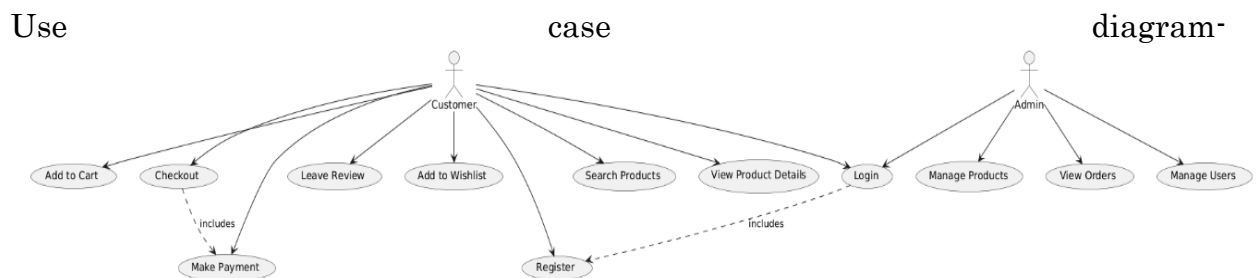 Use case diagram-
Customer Admin
Add to Cart Checkout Leave Review Add to Wishlist Search Products View Product Details Login Manage Products View Orders Manage Users
includes includes
Make Payment Register